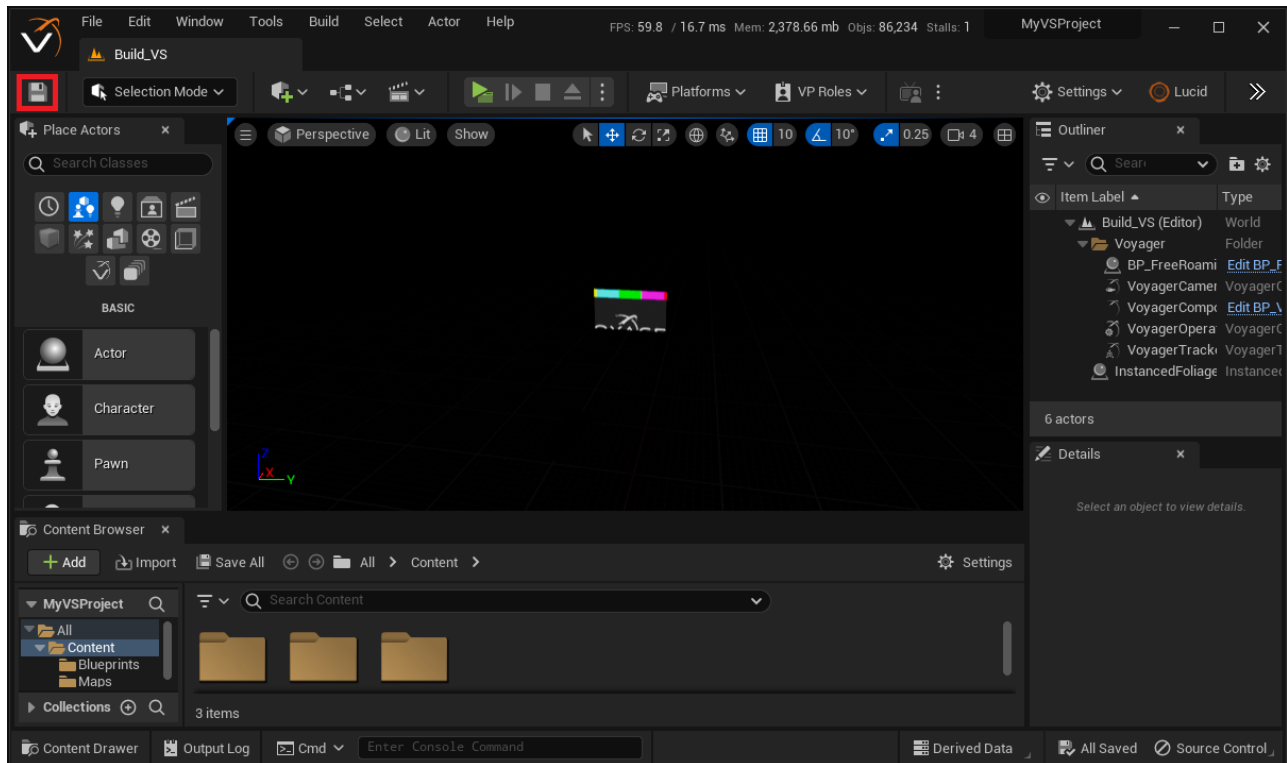 File Edit Window Tools Build Select Actor Help FPS: 59.8 / 16.7 ms Mem: 2,378.66 mb Objs: 86,234 Stalls: 1 MyVSProject
Build_VS
Selection Mode Platforms VP Roles Settings Lucid
Place Actors
Perspective Lit Show 10 10° 0.25 4
Outliner
Search Classes
Item Label Type
Build_VS (Editor) World
Voyager Folder
BP_FreeRoami Edit BP_F
VoyagerCamer VoyagerC
VoyagerCompo Edit BP_V
VoyagerOpera VoyagerC
VoyagerTrack VoyagerT
InstancedFoliage Instanced
6 actors
BASIC
Actor
Character
Pawn
Z
X
Y
Details
Select an object to view details.
Content Browser
Add Import Save All All Content Settings
MyVSProject
Search Content
All
Content
Blueprints
Maps
Collections
3 items
Content Drawer Output Log Cmd Enter Console Command Derived Data All Saved Source Control